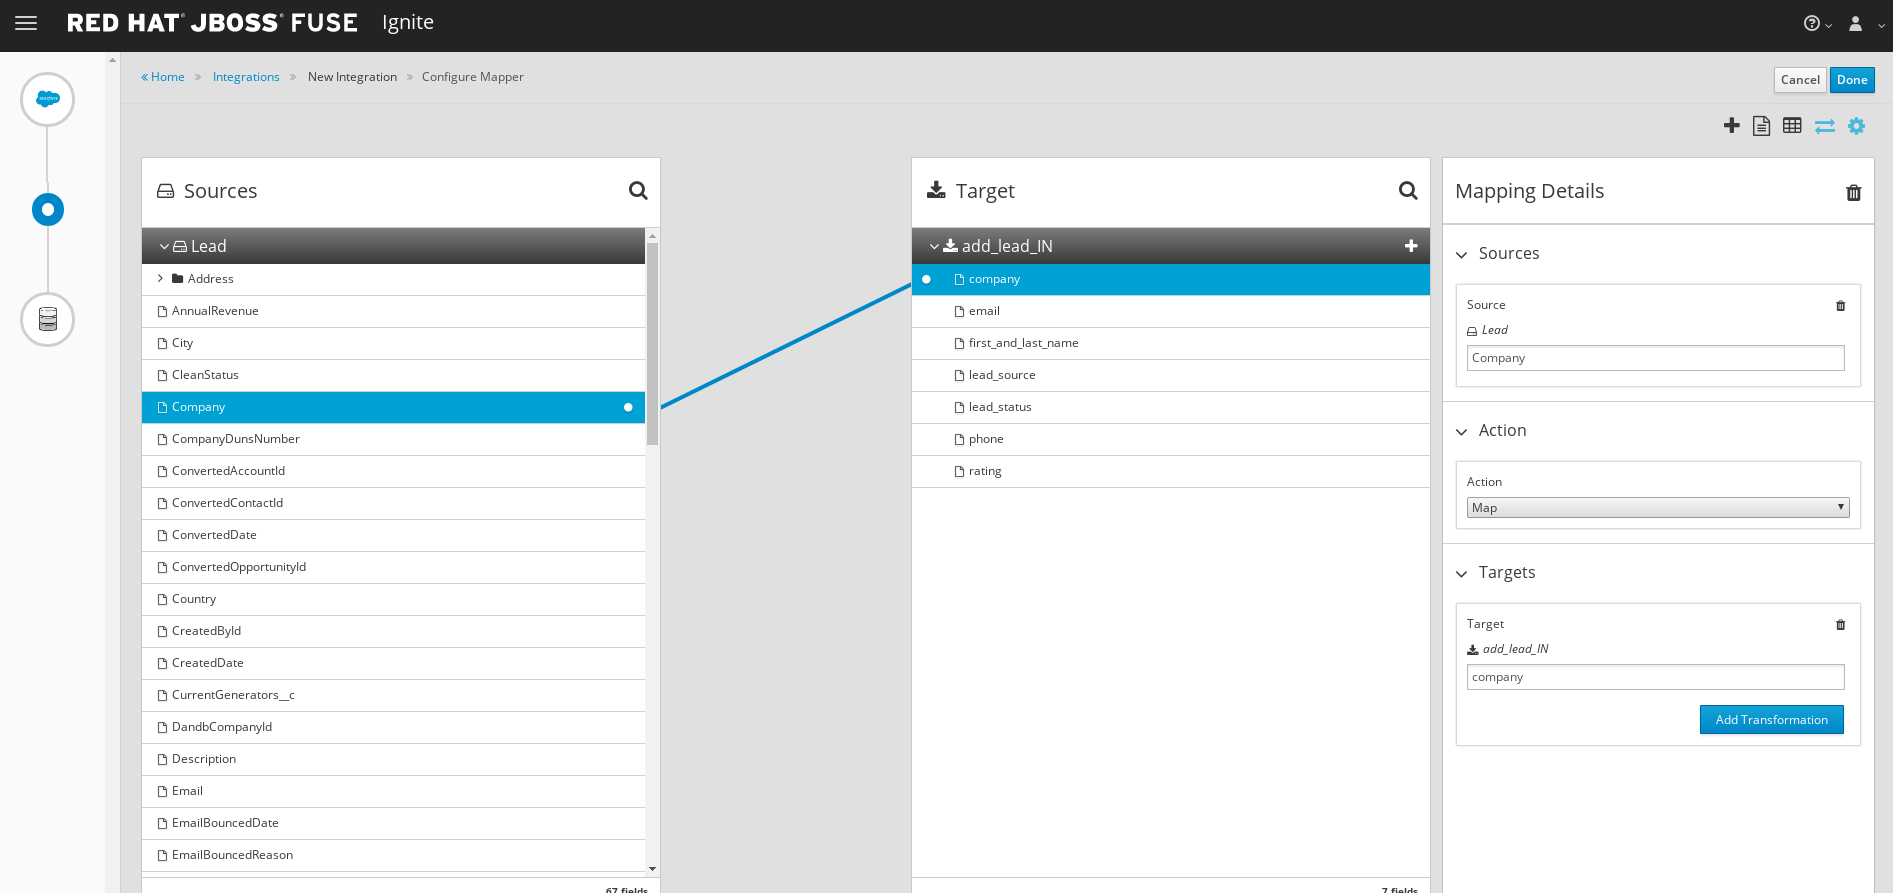 RED HAT® JBOSS® FUSE Ignite
« Home » Integrations » New Integration » Configure Mapper
Cancel Done
Sources
Lead
Address
AnnualRevenue
City
CleanStatus
Company
CompanyDunsNumber
ConvertedAccountId
ConvertedContactId
ConvertedDate
ConvertedOpportunityId
Country
CreatedById
CreatedDate
CurrentGenerators__c
DandbCompanyId
Description
Email
EmailBouncedDate
EmailBouncedReason
67 fields
Target
add_lead_IN
company
email
first_and_last_name
lead_source
lead_status
phone
rating
7 fields
Mapping Details
Sources
Source
Lead
Company
Action
Action
Map
Targets
Target
add_lead_IN
company
Add Transformation